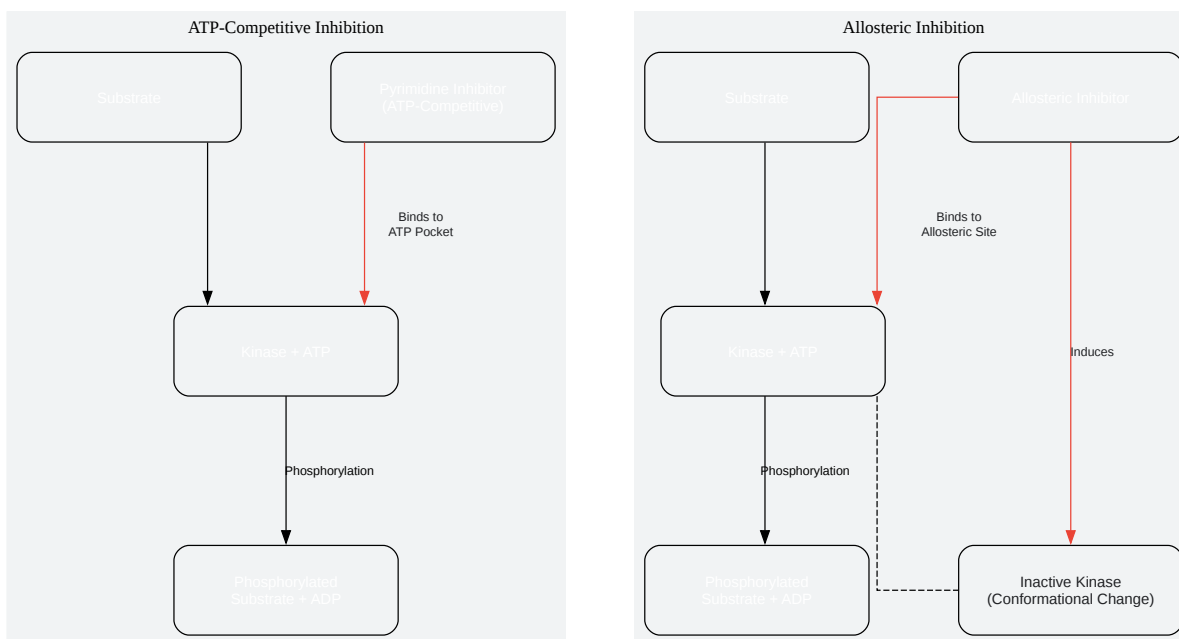 ATP-Competitive Inhibition
Substrate
Pyrimidine Inhibitor
(ATP-Competitive)
Binds to
ATP Pocket
Kinase + ATP
Phosphorylation
Phosphorylated
Substrate + ADP
Allosteric Inhibition
Substrate
Allosteric Inhibitor
Binds to
Allosteric Site
Kinase + ATP
Induces
Phosphorylation
Phosphorylated
Substrate + ADP
Inactive Kinase
(Conformational Change)